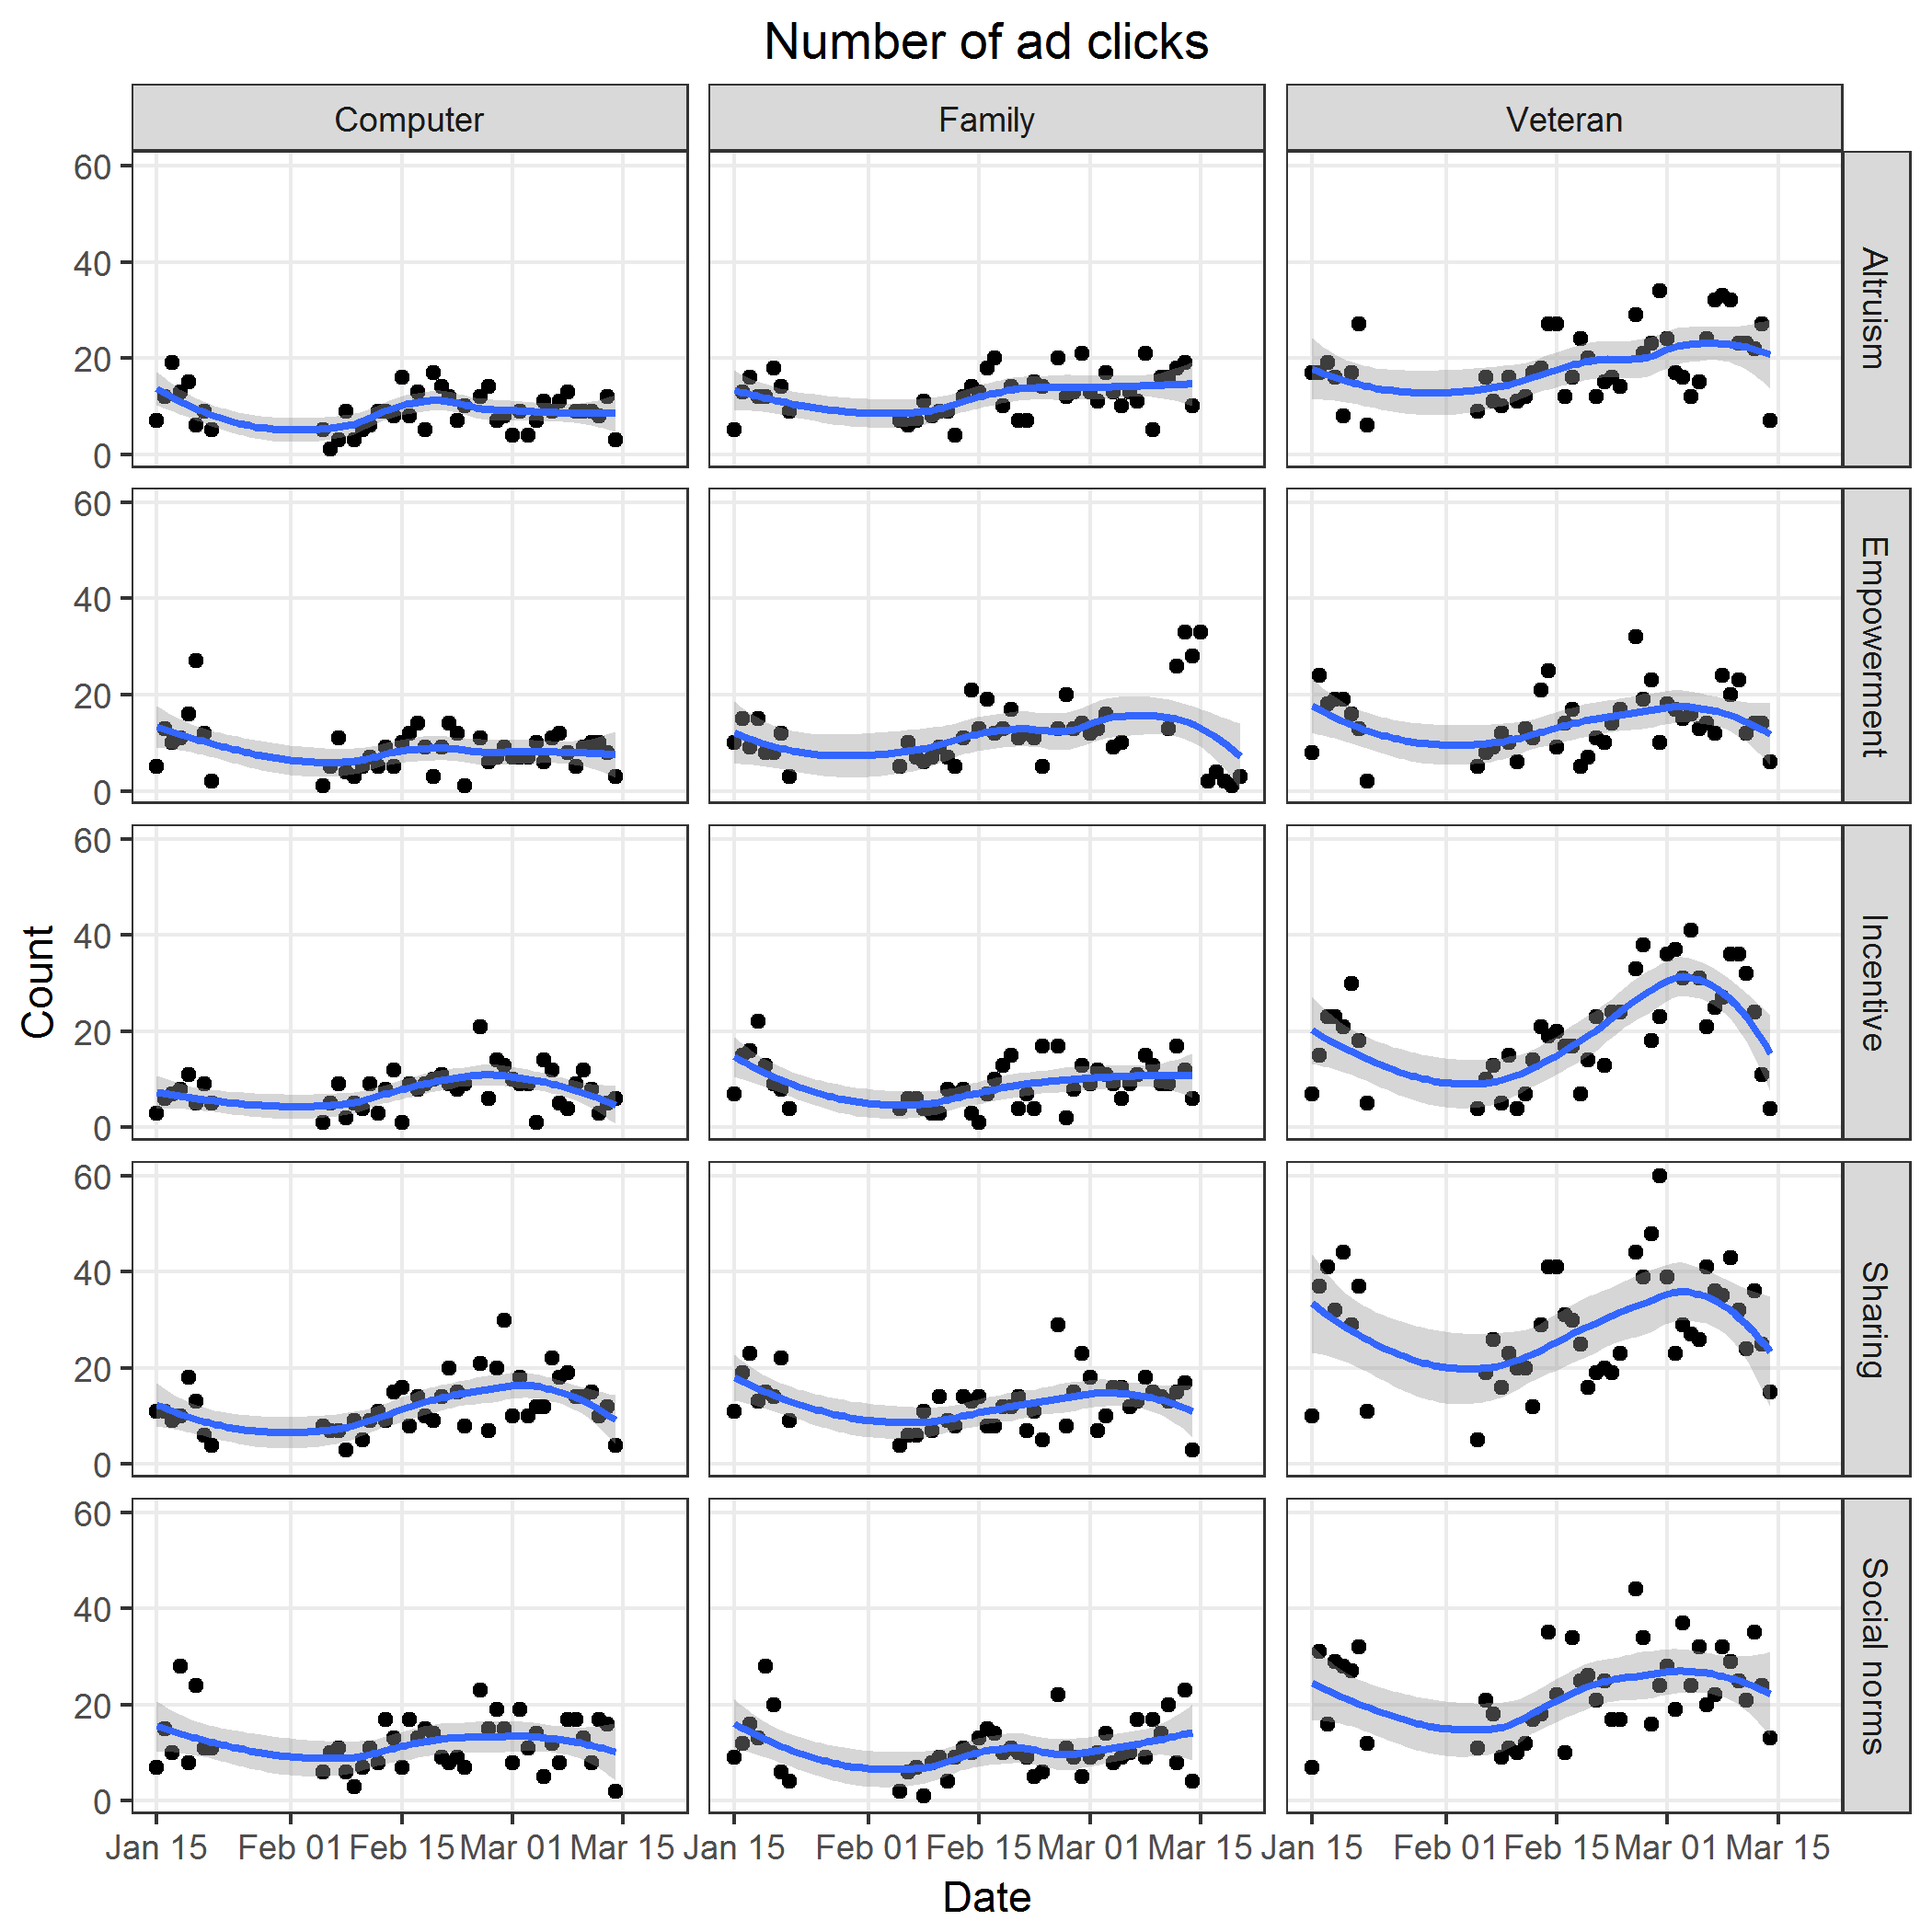 Number of ad clicks
Computer Family Veteran
60
40
20
0
Altruism
60
40
20
0
Empowerment
60
40
20
0
Incentive
60
40
20
0
Sharing
60
40
20
0
Social norms
Count
Jan 15 Feb 01 Feb 15 Mar 01 Mar 15 Jan 15 Feb 01 Feb 15 Mar 01 Mar 15 Jan 15 Feb 01 Feb 15 Mar 01 Mar 15
Date